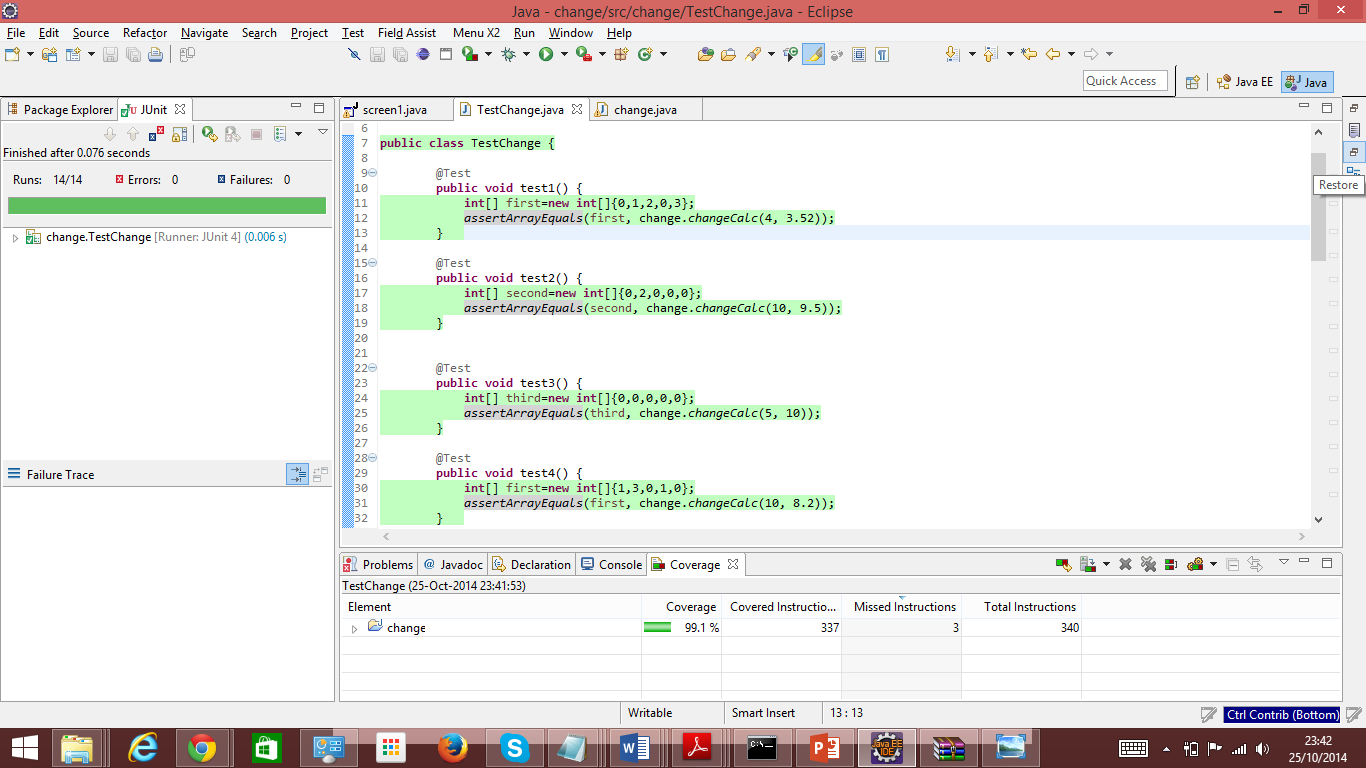 Java - change/src/change/TestChange.java - Eclipse
File Edit Source Refactor Navigate Search Project Test Field Assist Menu X2 Run Window Help
Quick Access
Java EE
Java
Package Explorer
JUnit
Finished after 0.076 seconds
Runs: 14/14
Errors: 0
Failures: 0
change.TestChange [Runner: JUnit 4] (0.006 s)
Failure Trace
screen1.java
TestChange.java
change.java
Restore
6
7 public class TestChange {
8
9 @Test
10 public void test1() {
11 int[] first=new int[]{0,1,2,0,3};
12 assertArrayEquals(first, change.changeCalc(4, 3.52));
13 }
14
15 @Test
16 public void test2() {
17 int[] second=new int[]{0,2,0,0,0};
18 assertArrayEquals(second, change.changeCalc(10, 9.5));
19 }
20
21
22 @Test
23 public void test3() {
24 int[] third=new int[]{0,0,0,0,0};
25 assertArrayEquals(third, change.changeCalc(5, 10));
26 }
27
28 @Test
29 public void test4() {
30 int[] first=new int[]{1,3,0,1,0};
31 assertArrayEquals(first, change.changeCalc(10, 8.2));
32 }
Problems
@ Javadoc
Declaration
Console
Coverage
TestChange (25-Oct-2014 23:41:53)
Element Coverage Covered Instructio... Missed Instructions Total Instructions
change 99.1 % 337 3 340
Writable
Smart Insert
13 : 13
Ctrl Contrib (Bottom)
Java EE
IDE
23:42
25/10/2014